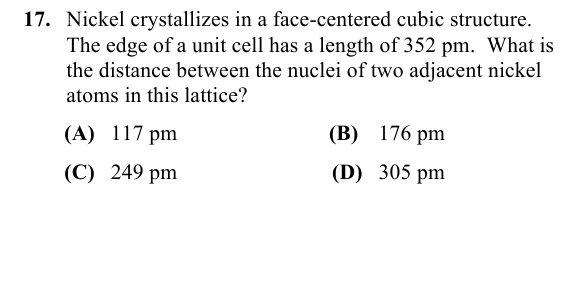 17. Nickel crystallizes in a face-centered cubic structure.
The edge of a unit cell has a length of 352 pm. What is
the distance between the nuclei of two adjacent nickel
atoms in this lattice?
(A) 117 pm (B) 176 pm
(C) 249 pm (D) 305 pm